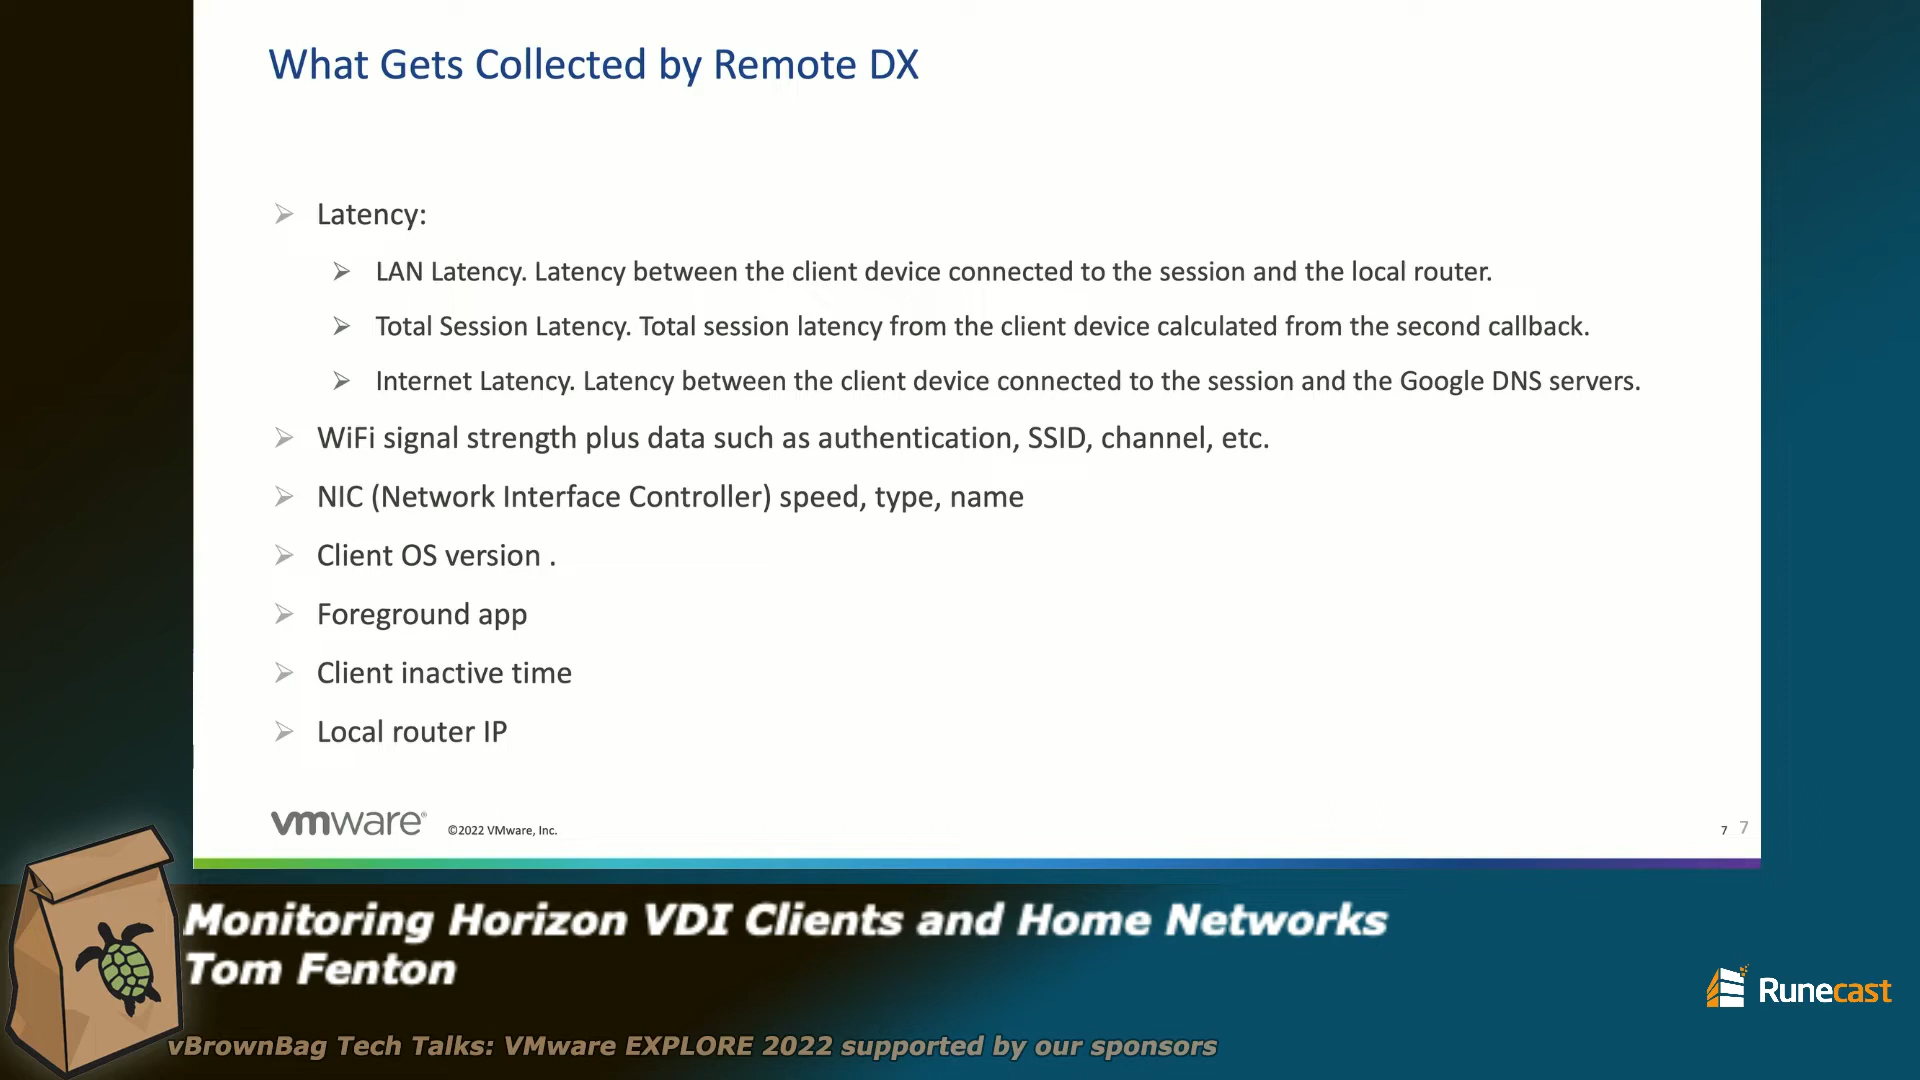 What Gets Collected by Remote DX
Latency:
LAN Latency. Latency between the client device connected to the session and the local router.
Total Session Latency. Total session latency from the client device calculated from the second callback.
Internet Latency. Latency between the client device connected to the session and the Google DNS servers.
WiFi signal strength plus data such as authentication, SSID, channel, etc.
NIC (Network Interface Controller) speed, type, name
Client OS version .
Foreground app
Client inactive time
Local router IP
vmware® ©2022 VMware, Inc. 7 7
Monitoring Horizon VDI Clients and Home Networks
Tom Fenton
Runecast
vBrownBag Tech Talks: VMware EXPLORE 2022 supported by our sponsors